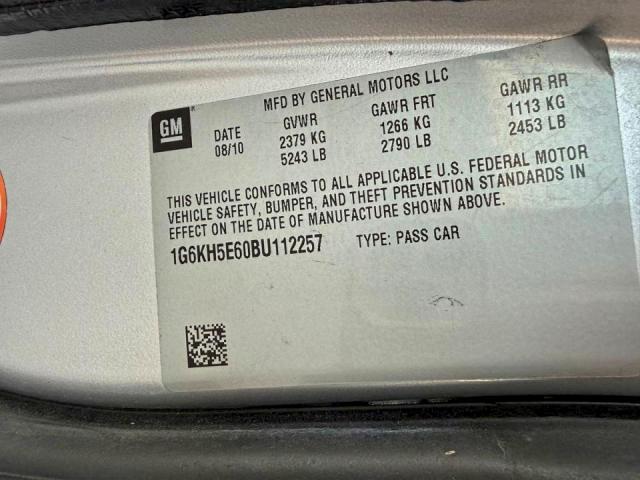 MFD BY GENERAL MOTORS LLC
GM
DATE GVWR GAWR FRT GAWR RR
08/10 2379 KG 1266 KG 1113 KG
5243 LB 2790 LB 2453 LB
THIS VEHICLE CONFORMS TO ALL APPLICABLE U.S. FEDERAL MOTOR
VEHICLE SAFETY, BUMPER, AND THEFT PREVENTION STANDARDS IN
EFFECT ON THE DATE OF MANUFACTURE SHOWN ABOVE.
1G6KH5E60BU112257 TYPE: PASS CAR